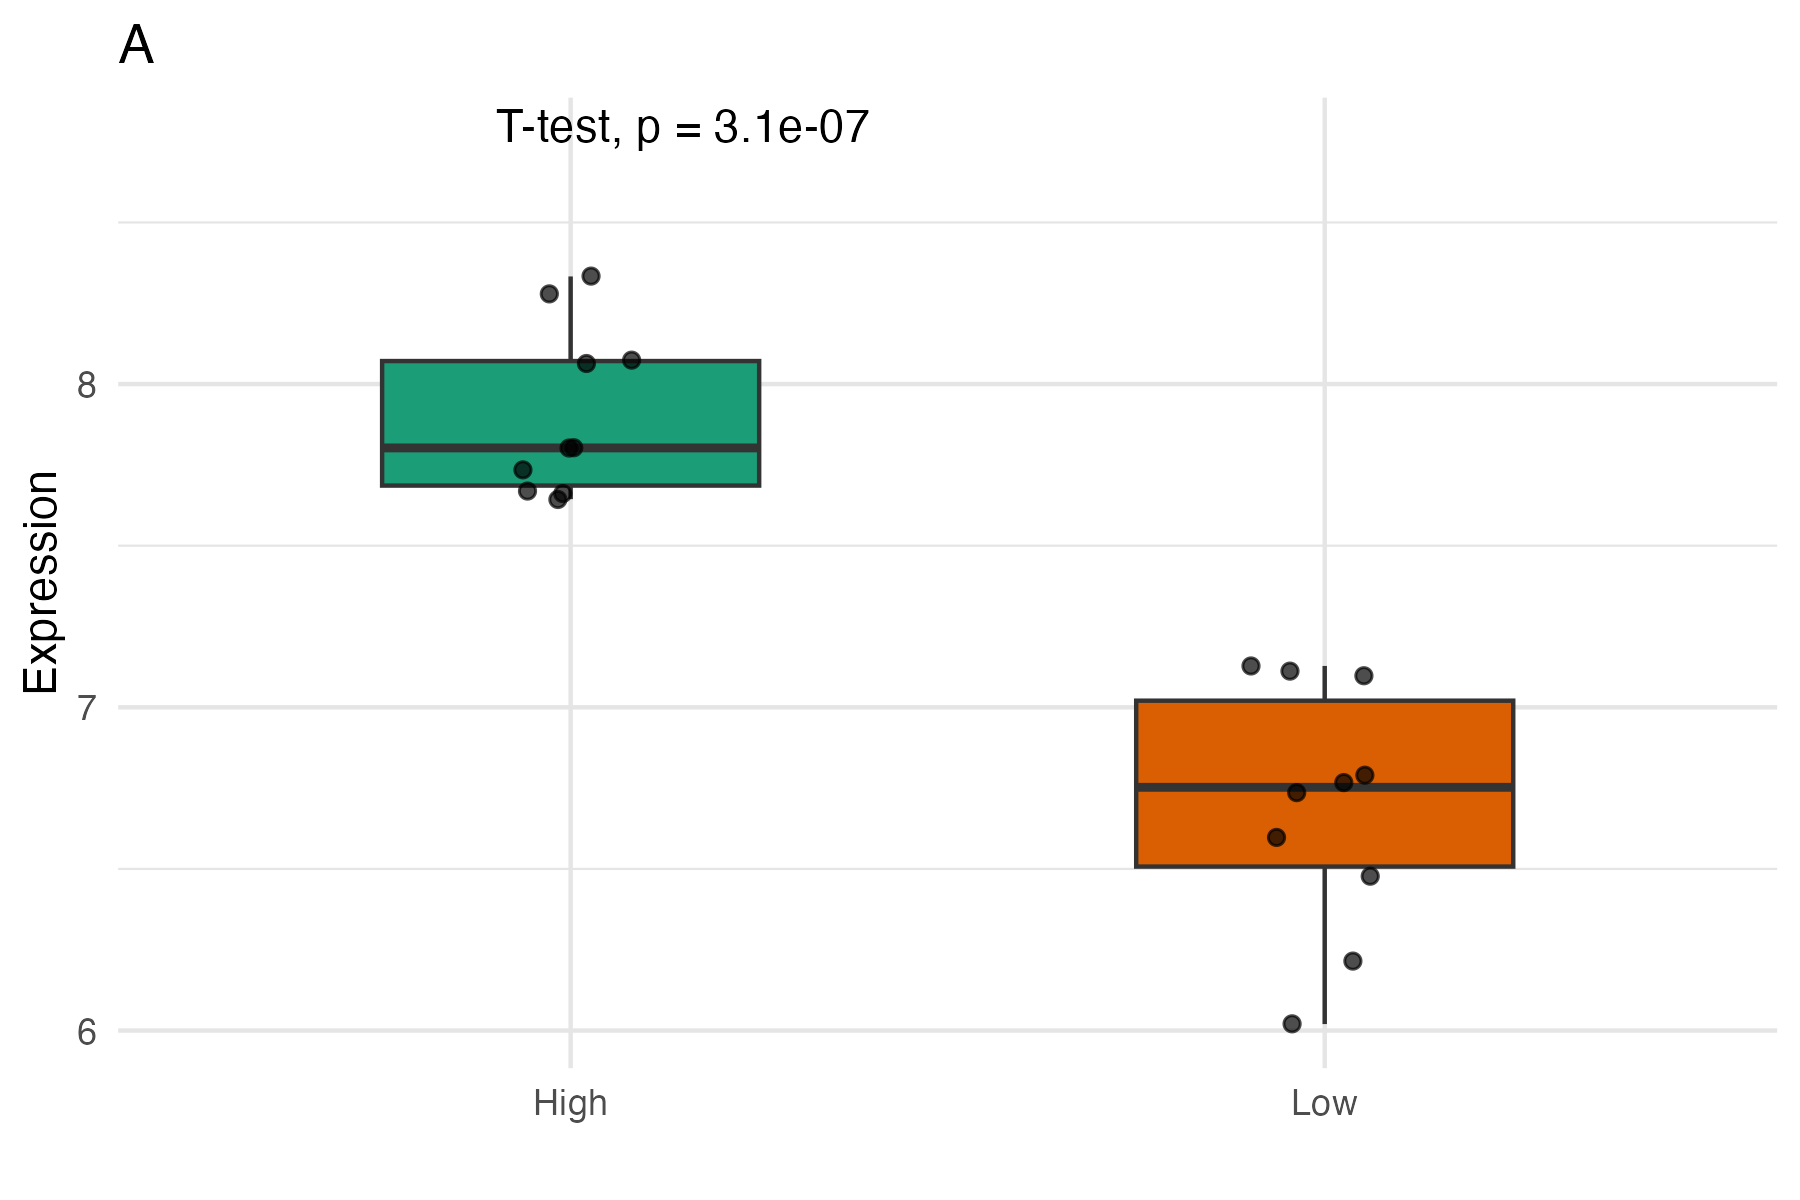 A
T-test, p = 3.1e-07
Expression
8
7
6
High
Low